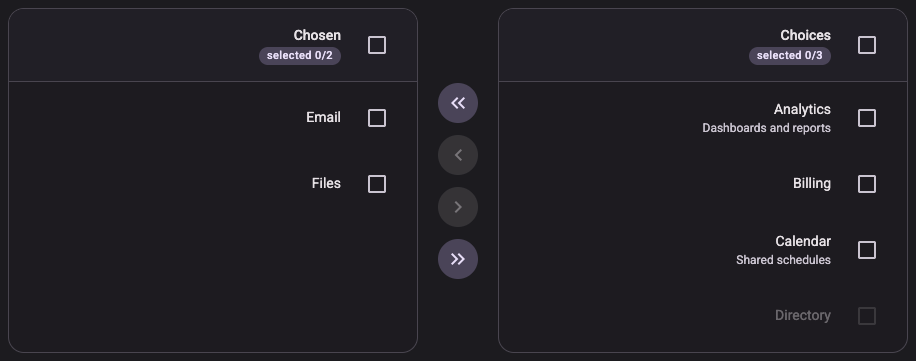 Chosen
selected 0/2
Email
Files
Choices
selected 0/3
Analytics
Dashboards and reports
Billing
Calendar
Shared schedules
Directory